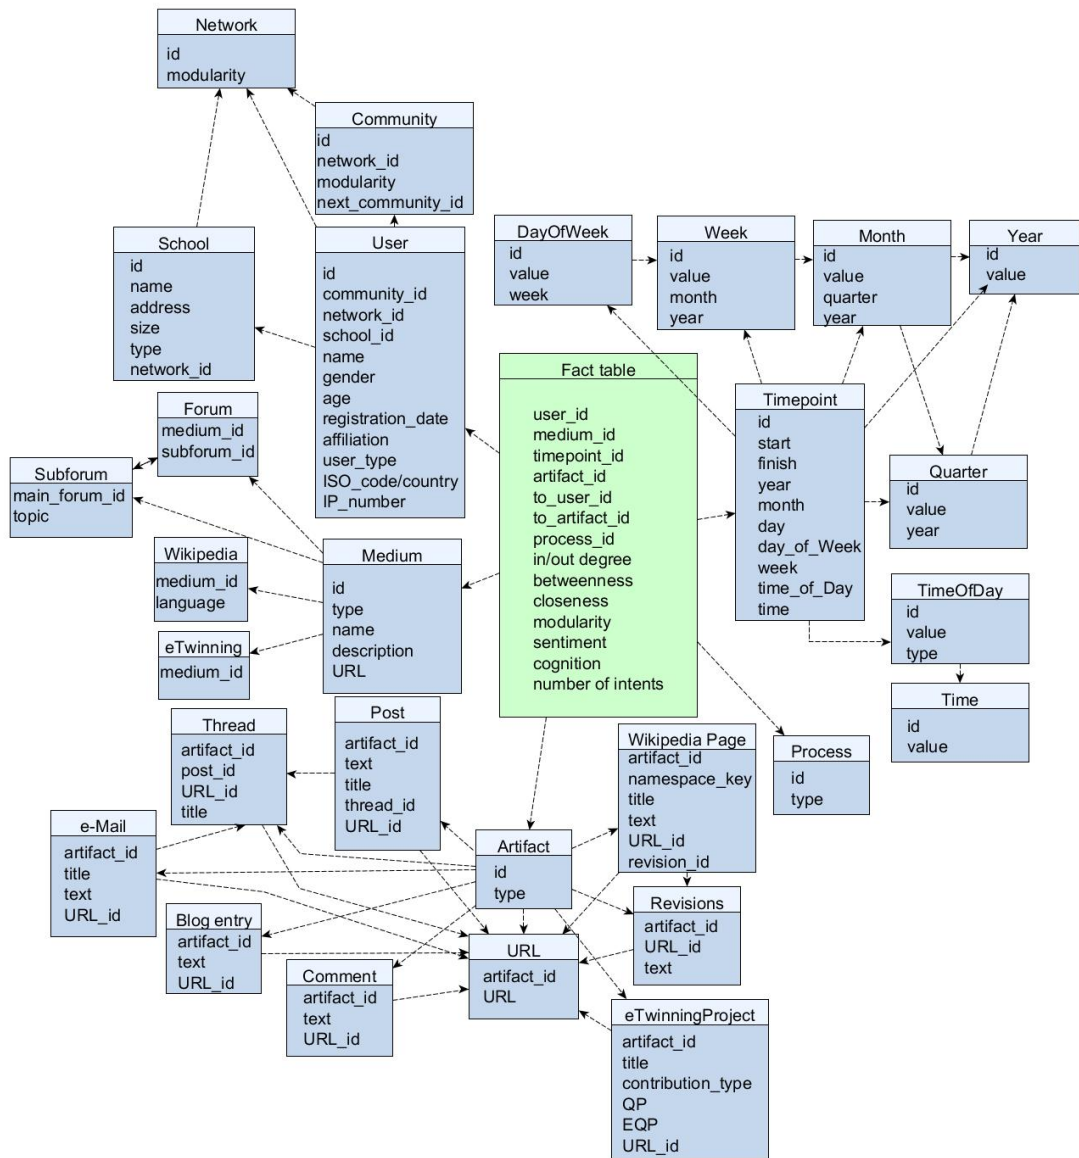 Network
id
modularity
Community
id
network_id
modularity
next_community_id
School
id
name
address
size
type
network_id
User
id
community_id
network_id
school_id
name
gender
age
registration_date
affiliation
user_type
ISO_code/country
IP_number
DayOfWeek
id
value
week
Week
id
value
month
year
Month
id
value
quarter
year
Year
id
value
Fact table
user_id
medium_id
timepoint_id
artifact_id
to_user_id
to_artifact_id
process_id
in/out degree
betweenness
closeness
modularity
sentiment
cognition
number of intents
Timepoint
id
start
finish
year
month
day
day_of_Week
week
time_of_Day
time
Quarter
id
value
year
TimeOfDay
id
value
type
Time
id
value
Forum
medium_id
subforum_id
Subforum
main_forum_id
topic
Wikipedia
medium_id
language
eTwinning
medium_id
Medium
id
type
name
description
URL
Thread
artifact_id
post_id
URL_id
title
Post
artifact_id
text
title
thread_id
URL_id
Wikipedia Page
artifact_id
namespace_key
title
text
URL_id
revision_id
Process
id
type
e-Mail
artifact_id
title
text
URL_id
Artifact
id
type
Blog entry
artifact_id
text
URL_id
Comment
artifact_id
text
URL_id
URL
artifact_id
URL
Revisions
artifact_id
URL_id
text
eTwinningProject
artifact_id
title
contribution_type
QP
EQP
URL_id